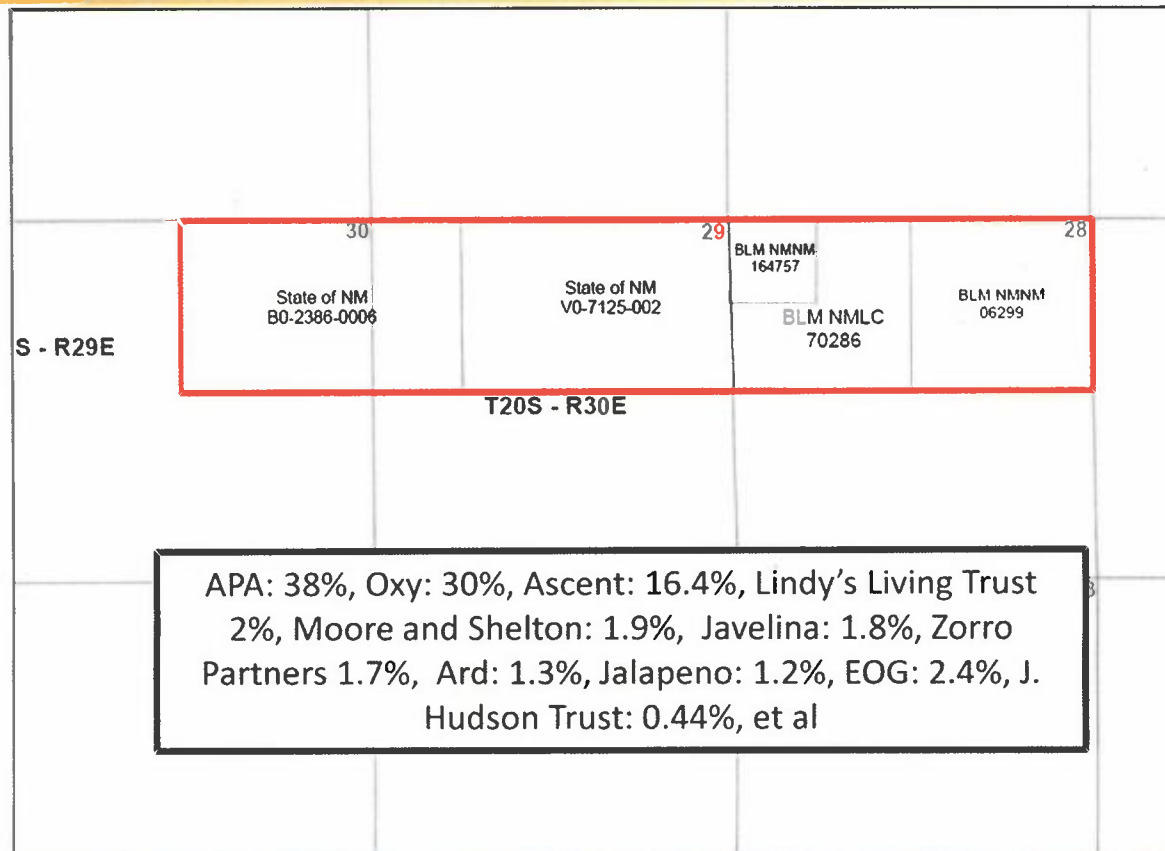 30
29
28
BLM NMNM
164757
State of NM
B0-2386-0006
State of NM
V0-7125-002
BLM NMLC
70286
BLM NMNM
06299
S - R29E
T20S - R30E
APA: 38%, Oxy: 30%, Ascent: 16.4%, Lindy's Living Trust
2%, Moore and Shelton: 1.9%, Javelina: 1.8%, Zorro
Partners 1.7%, Ard: 1.3%, Jalapeno: 1.2%, EOG: 2.4%, J.
Hudson Trust: 0.44%, et al